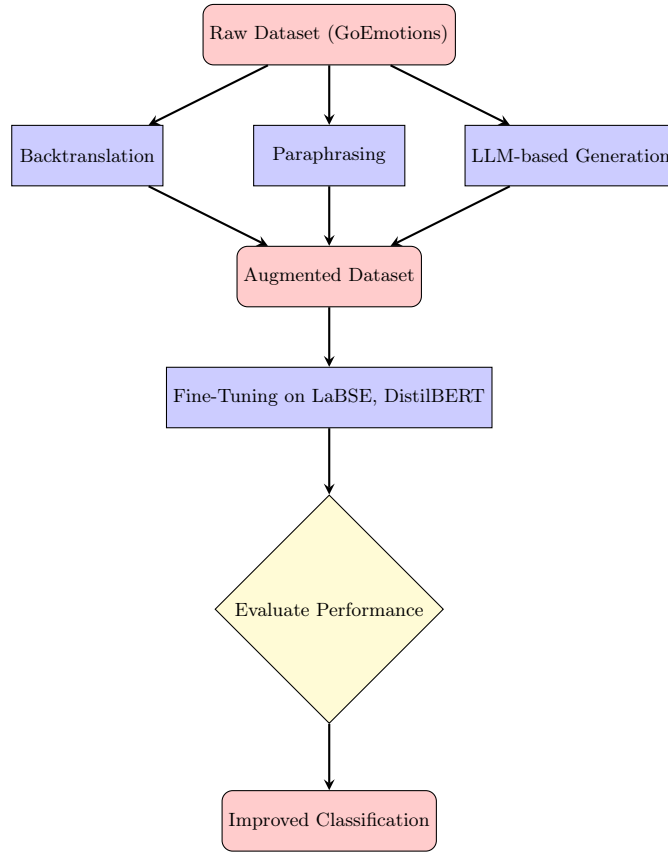 Raw Dataset (GoEmotions)
Backtranslation
Paraphrasing
LLM-based Generation
Augmented Dataset
Fine-Tuning on LaBSE, DistilBERT
Evaluate Performance
Improved Classification